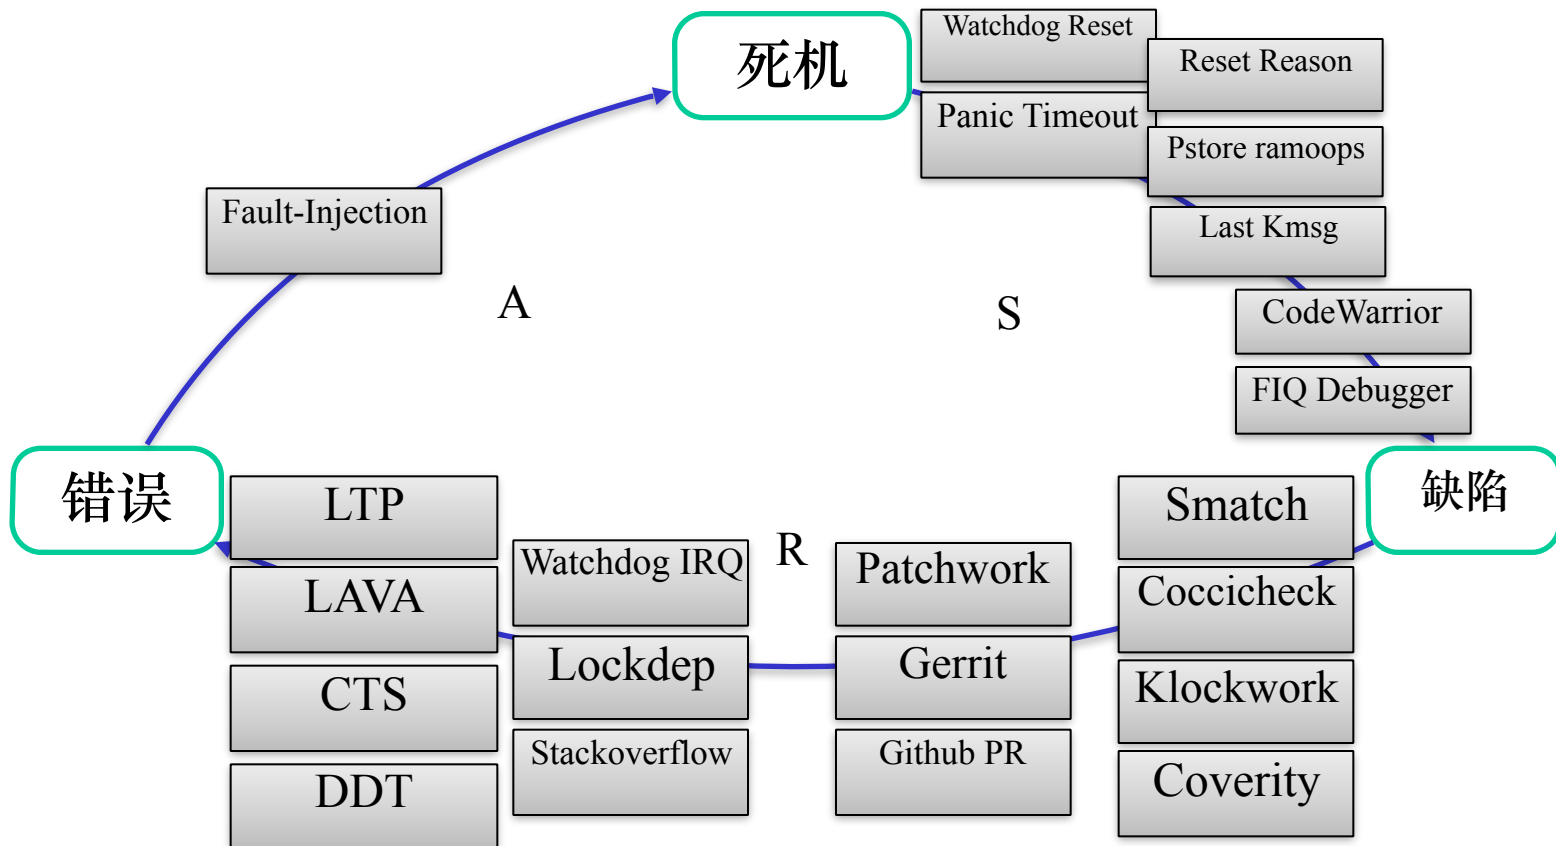 死机
Watchdog Reset
Reset Reason
Panic Timeout
Pstore ramoops
Fault-Injection
Last Kmsg
A
S
CodeWarrior
FIQ Debugger
错误
缺陷
LTP
Smatch
R
Watchdog IRQ
Patchwork
LAVA
Coccicheck
Lockdep
Gerrit
CTS
Klockwork
Stackoverflow
Github PR
DDT
Coverity